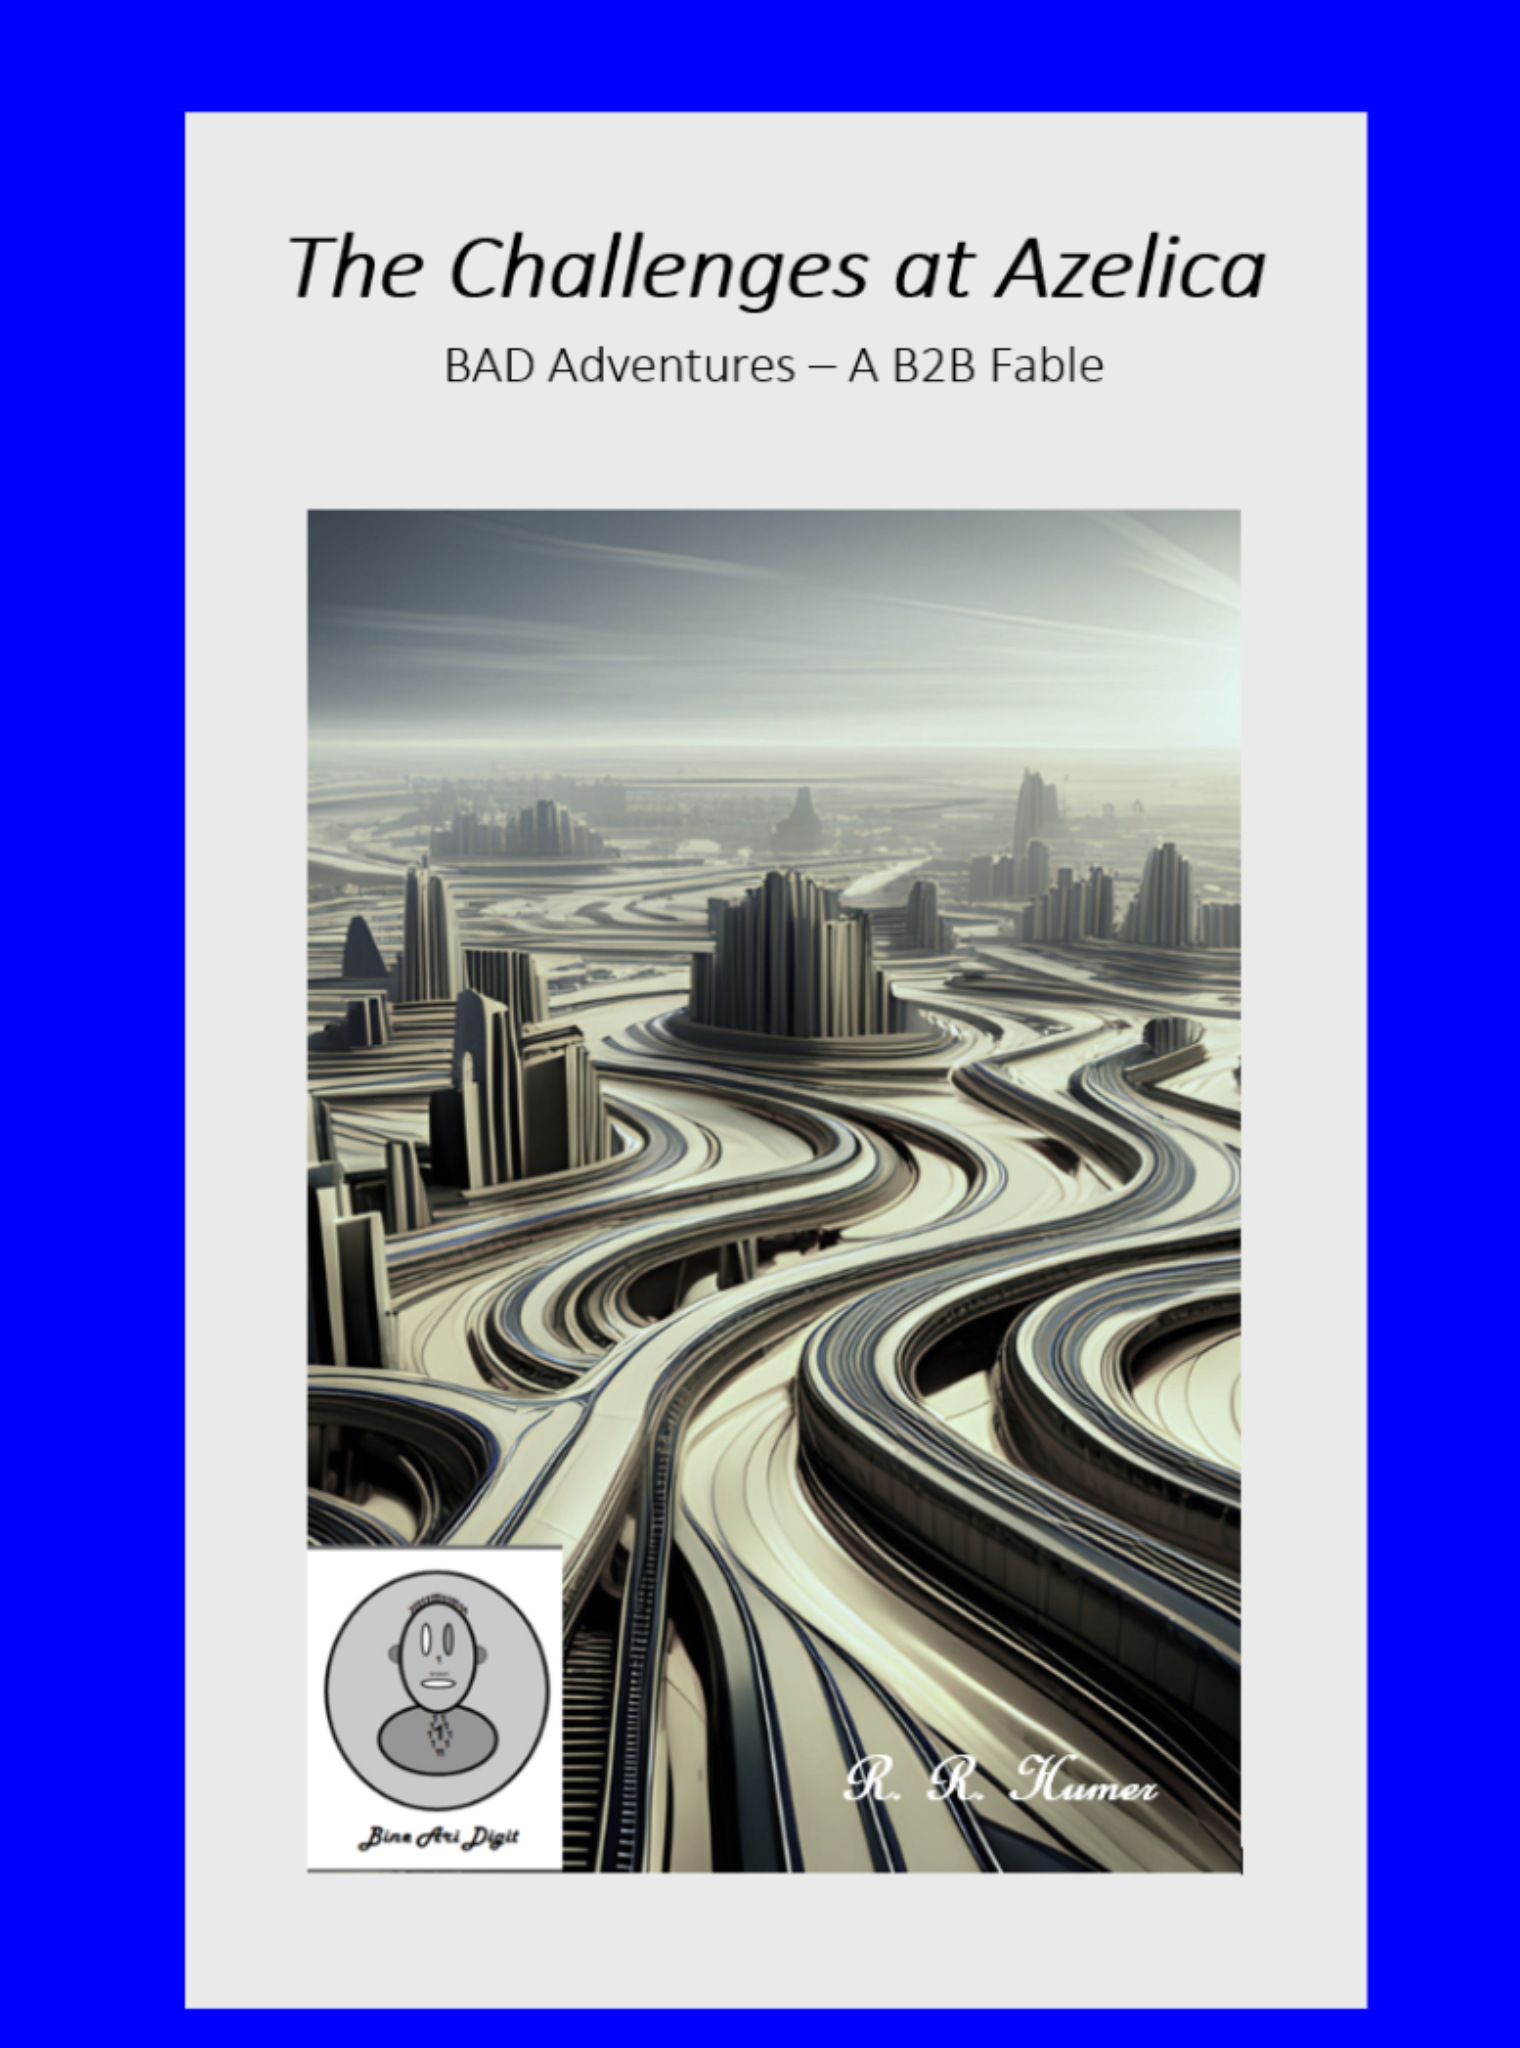 The Challenges at Azelica
BAD Adventures – A B2B Fable
R. R. Humer
Bine Ari Digit